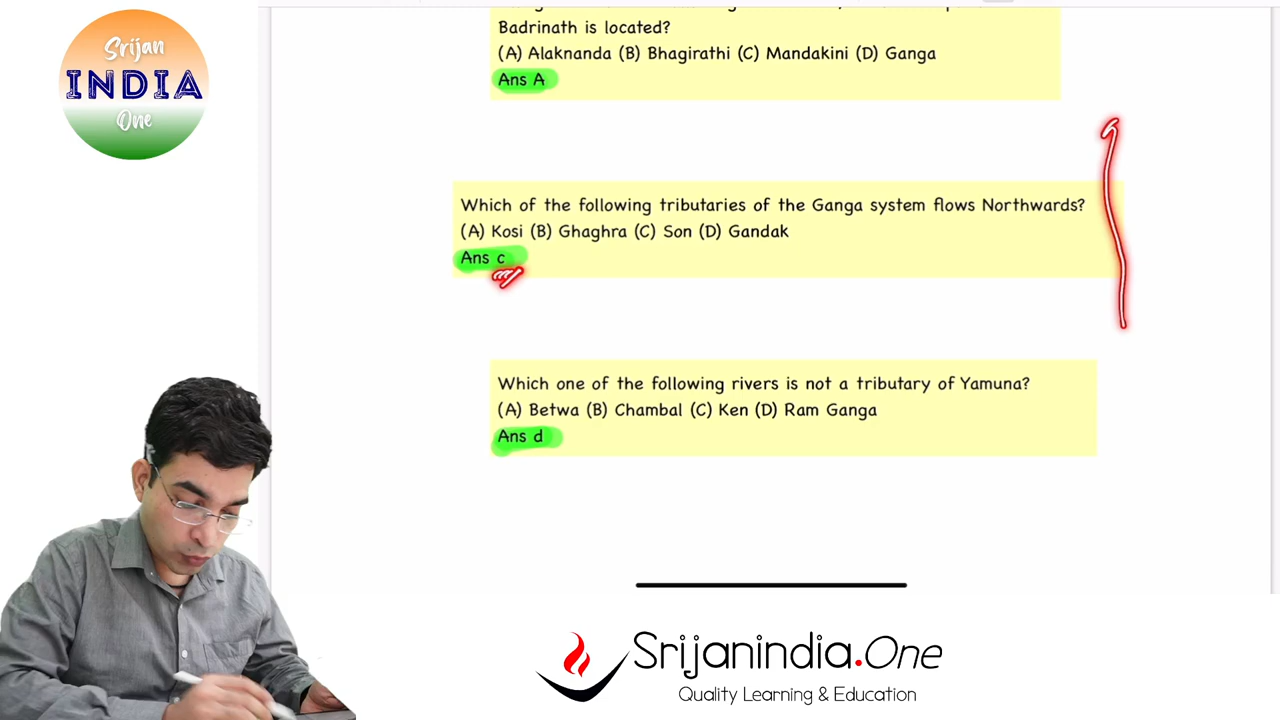 Srijan
INDIA
One
Badrinath is located?
(A) Alaknanda (B) Bhagirathi (C) Mandakini (D) Ganga
Ans A
Which of the following tributaries of the Ganga system flows Northwards?
(A) Kosi (B) Ghaghra (C) Son (D) Gandak
Ans c
Which one of the following rivers is not a tributary of Yamuna?
(A) Betwa (B) Chambal (C) Ken (D) Ram Ganga
Ans d
Srijanindia.One
Quality Learning & Education